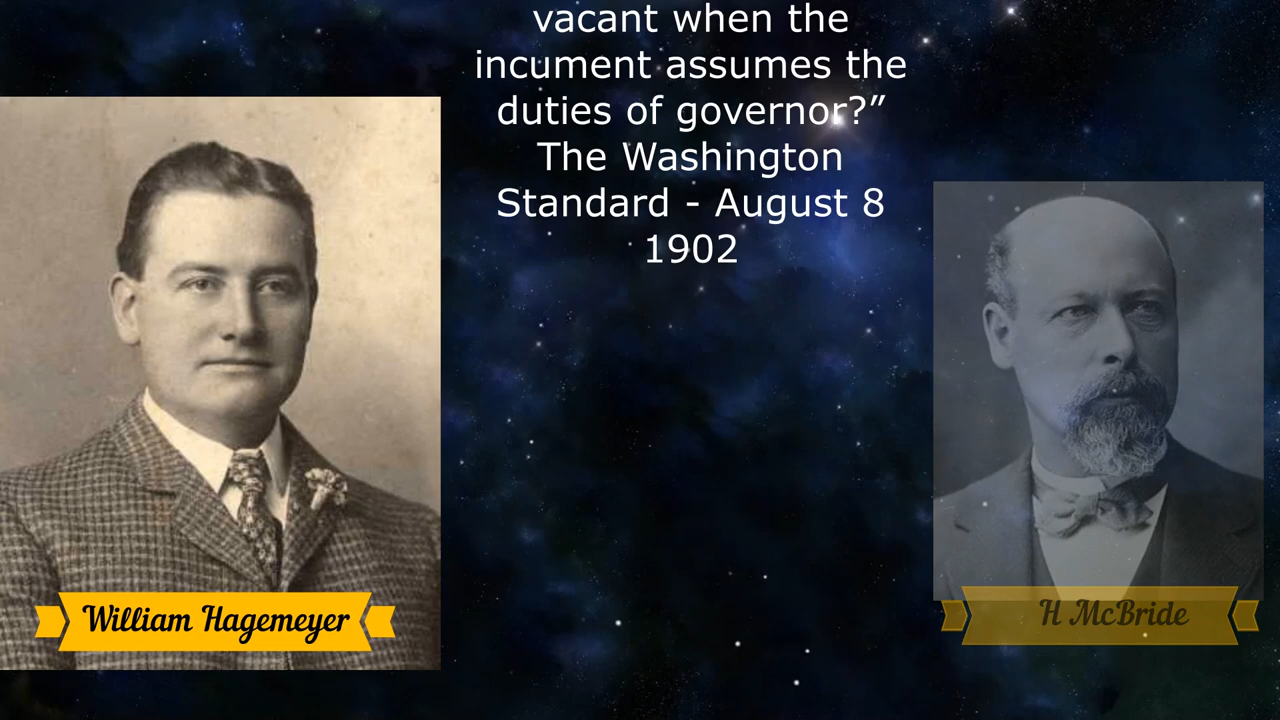 vacant when the
incument assumes the
duties of governor?”
The Washington
Standard - August 8
1902
William Hagemeyer
H McBride